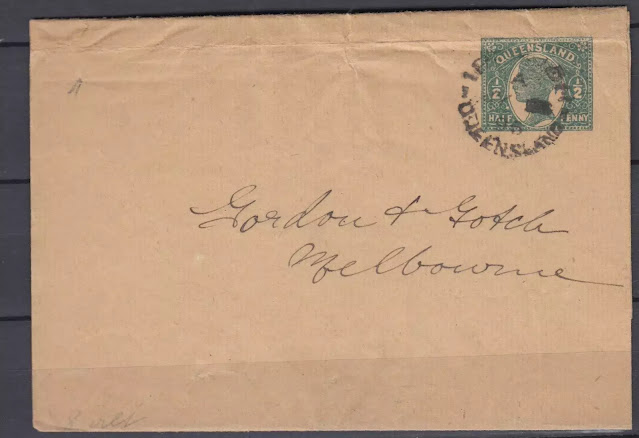 QUEENSLAND
½ ½
HALF PENNY
QUEENSLAND
Gordon & Gotch
Melbourne